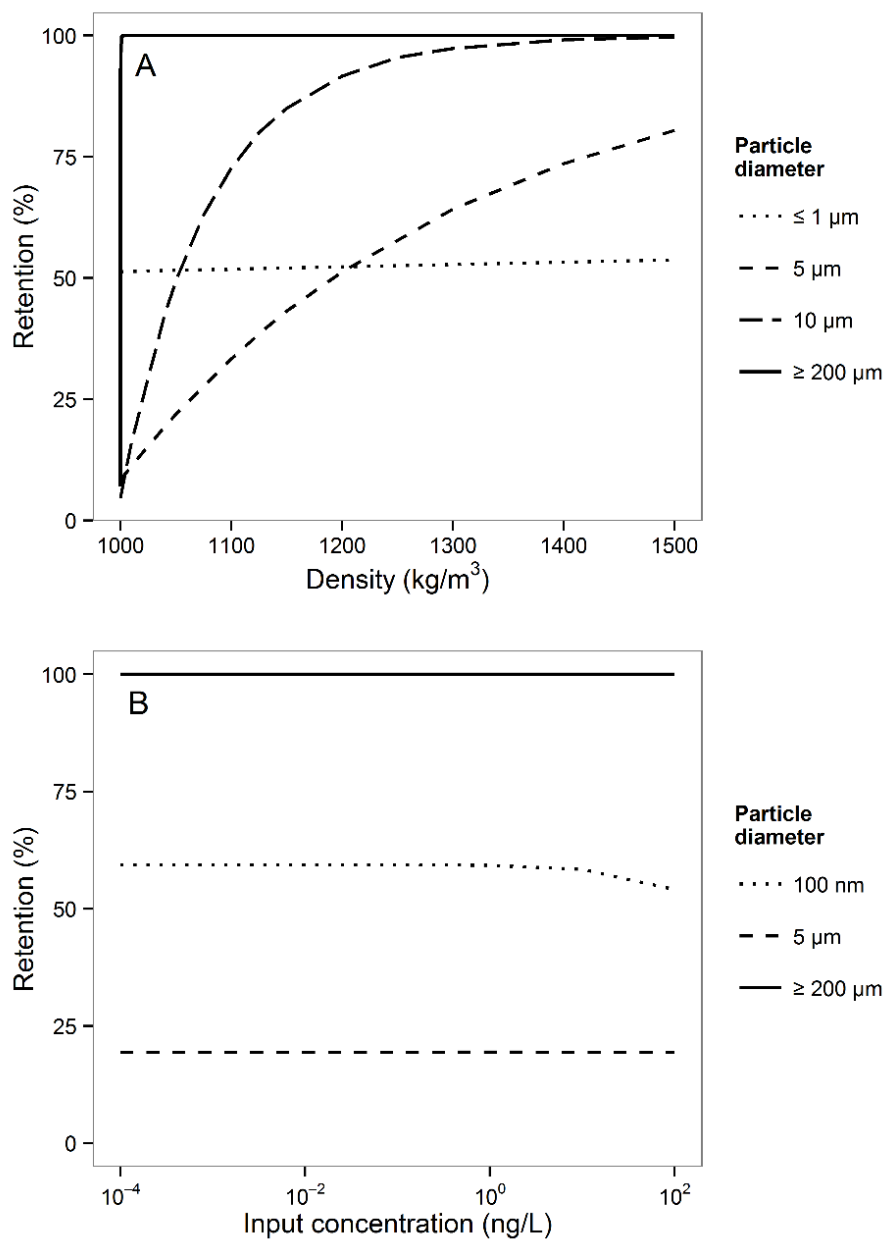 A
100
75
50
25
0
Retention (%)
1000 1100 1200 1300 1400 1500
Density (kg/m³)
Particle
diameter
≤ 1 µm
5 µm
10 µm
≥ 200 µm
B
100
75
50
25
0
Retention (%)
10⁻⁴ 10⁻² 10⁰ 10²
Input concentration (ng/L)
Particle
diameter
100 nm
5 µm
≥ 200 µm